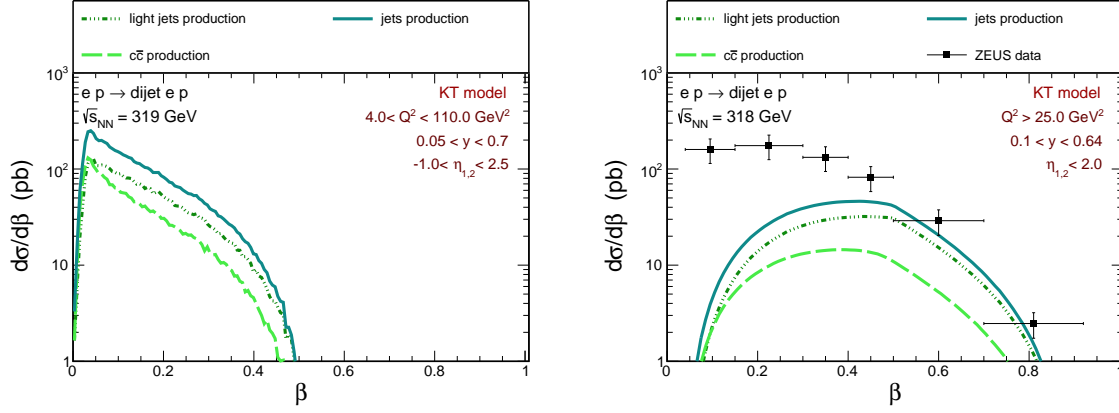 light jets production
jets production
cc̅ production
10³
10²
10
1
dσ/dβ (pb)
e p → dijet e p
√s_NN = 319 GeV
KT model
4.0< Q² < 110.0 GeV²
0.05 < y < 0.7
-1.0< η₁,₂ < 2.5
0 0.2 0.4 0.6 0.8 1
β
light jets production
jets production
cc̅ production
ZEUS data
10³
10²
10
1
dσ/dβ (pb)
e p → dijet e p
√s_NN = 318 GeV
KT model
Q² > 25.0 GeV²
0.1 < y < 0.64
η₁,₂ < 2.0
0 0.2 0.4 0.6 0.8 1
β